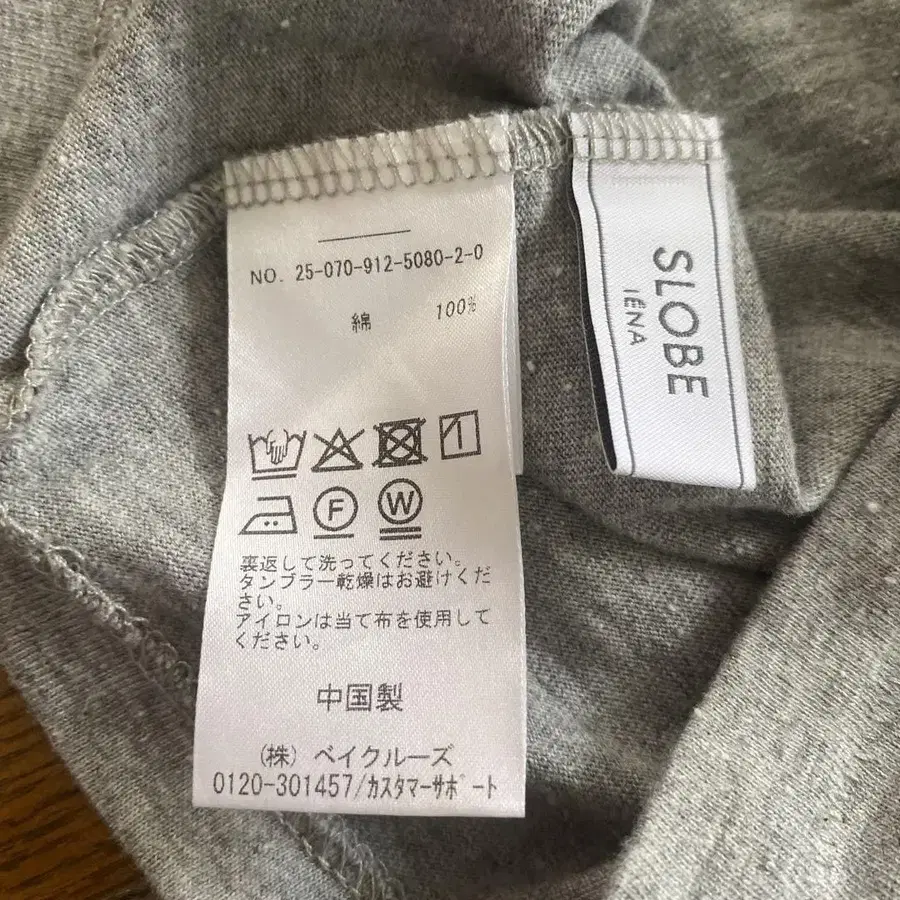 NO. 25-070-912-5080-2-0
綿 100%
F W
裏返して洗ってください。
タンブラー乾燥はお避けくだ
さい。
アイロンは当て布を使用して
ください。
中国製
(株) ベイクルーズ
0120-301457/カスタマーサポート
SLOBE
IÉNA